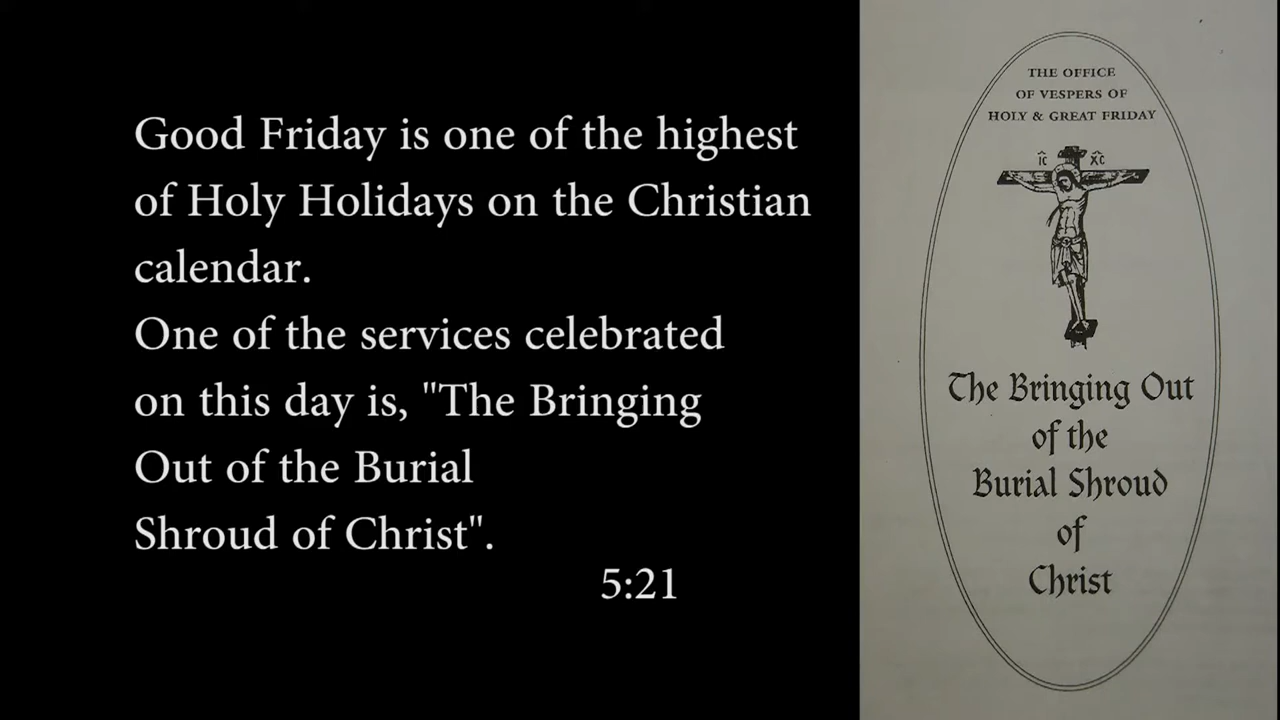 Good Friday is one of the highest
of Holy Holidays on the Christian
calendar.
One of the services celebrated
on this day is, "The Bringing
Out of the Burial
Shroud of Christ".
5:21
THE OFFICE
OF VESPERS OF
HOLY & GREAT FRIDAY
IC XC
The Bringing Out
of the
Burial Shroud
of
Christ